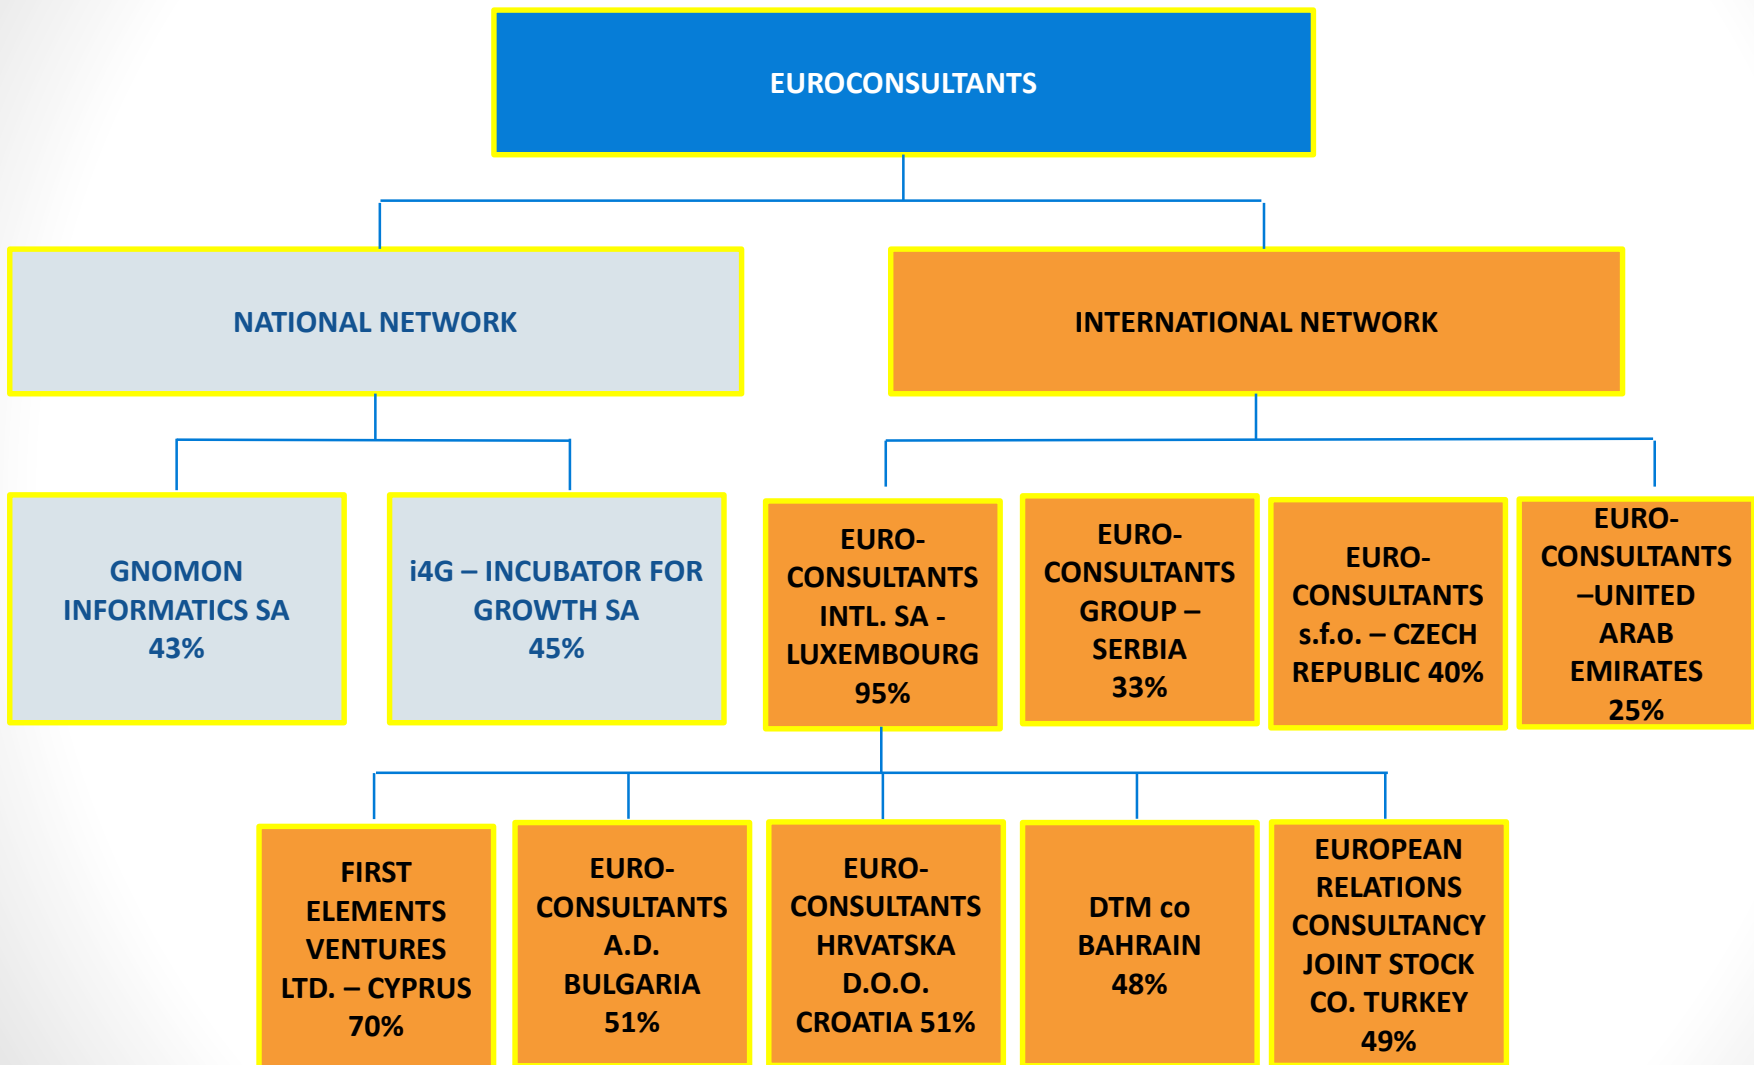 EUROCONSULTANTS
NATIONAL NETWORK
INTERNATIONAL NETWORK
GNOMON
INFORMATICS SA
43%
i4G – INCUBATOR FOR
GROWTH SA
45%
EURO-
CONSULTANTS
INTL. SA -
LUXEMBOURG
95%
EURO-
CONSULTANTS
GROUP –
SERBIA
33%
EURO-
CONSULTANTS
s.f.o. – CZECH
REPUBLIC 40%
EURO-
CONSULTANTS
–UNITED
ARAB
EMIRATES
25%
FIRST
ELEMENTS
VENTURES
LTD. – CYPRUS
70%
EURO-
CONSULTANTS
A.D.
BULGARIA
51%
EURO-
CONSULTANTS
HRVATSKA
D.O.O.
CROATIA 51%
DTM co
BAHRAIN
48%
EUROPEAN
RELATIONS
CONSULTANCY
JOINT STOCK
CO. TURKEY
49%